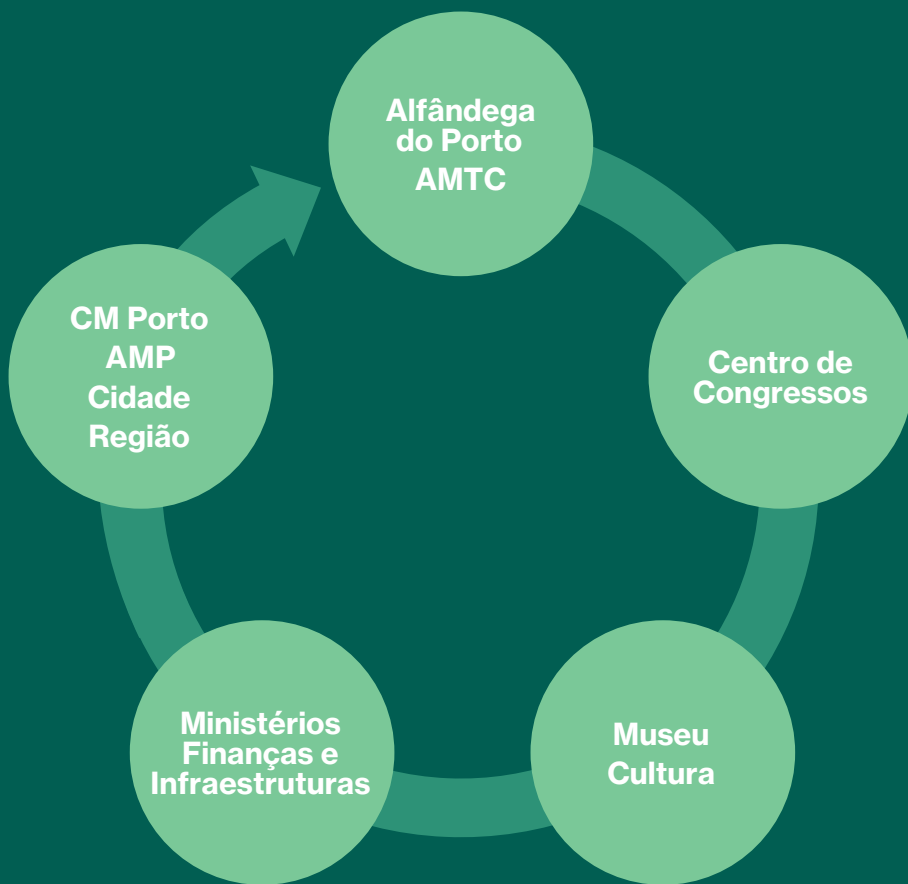 Alfândega
do Porto
AMTC
Centro de
Congressos
Museu
Cultura
Ministérios
Finanças e
Infraestruturas
CM Porto
AMP
Cidade
Região